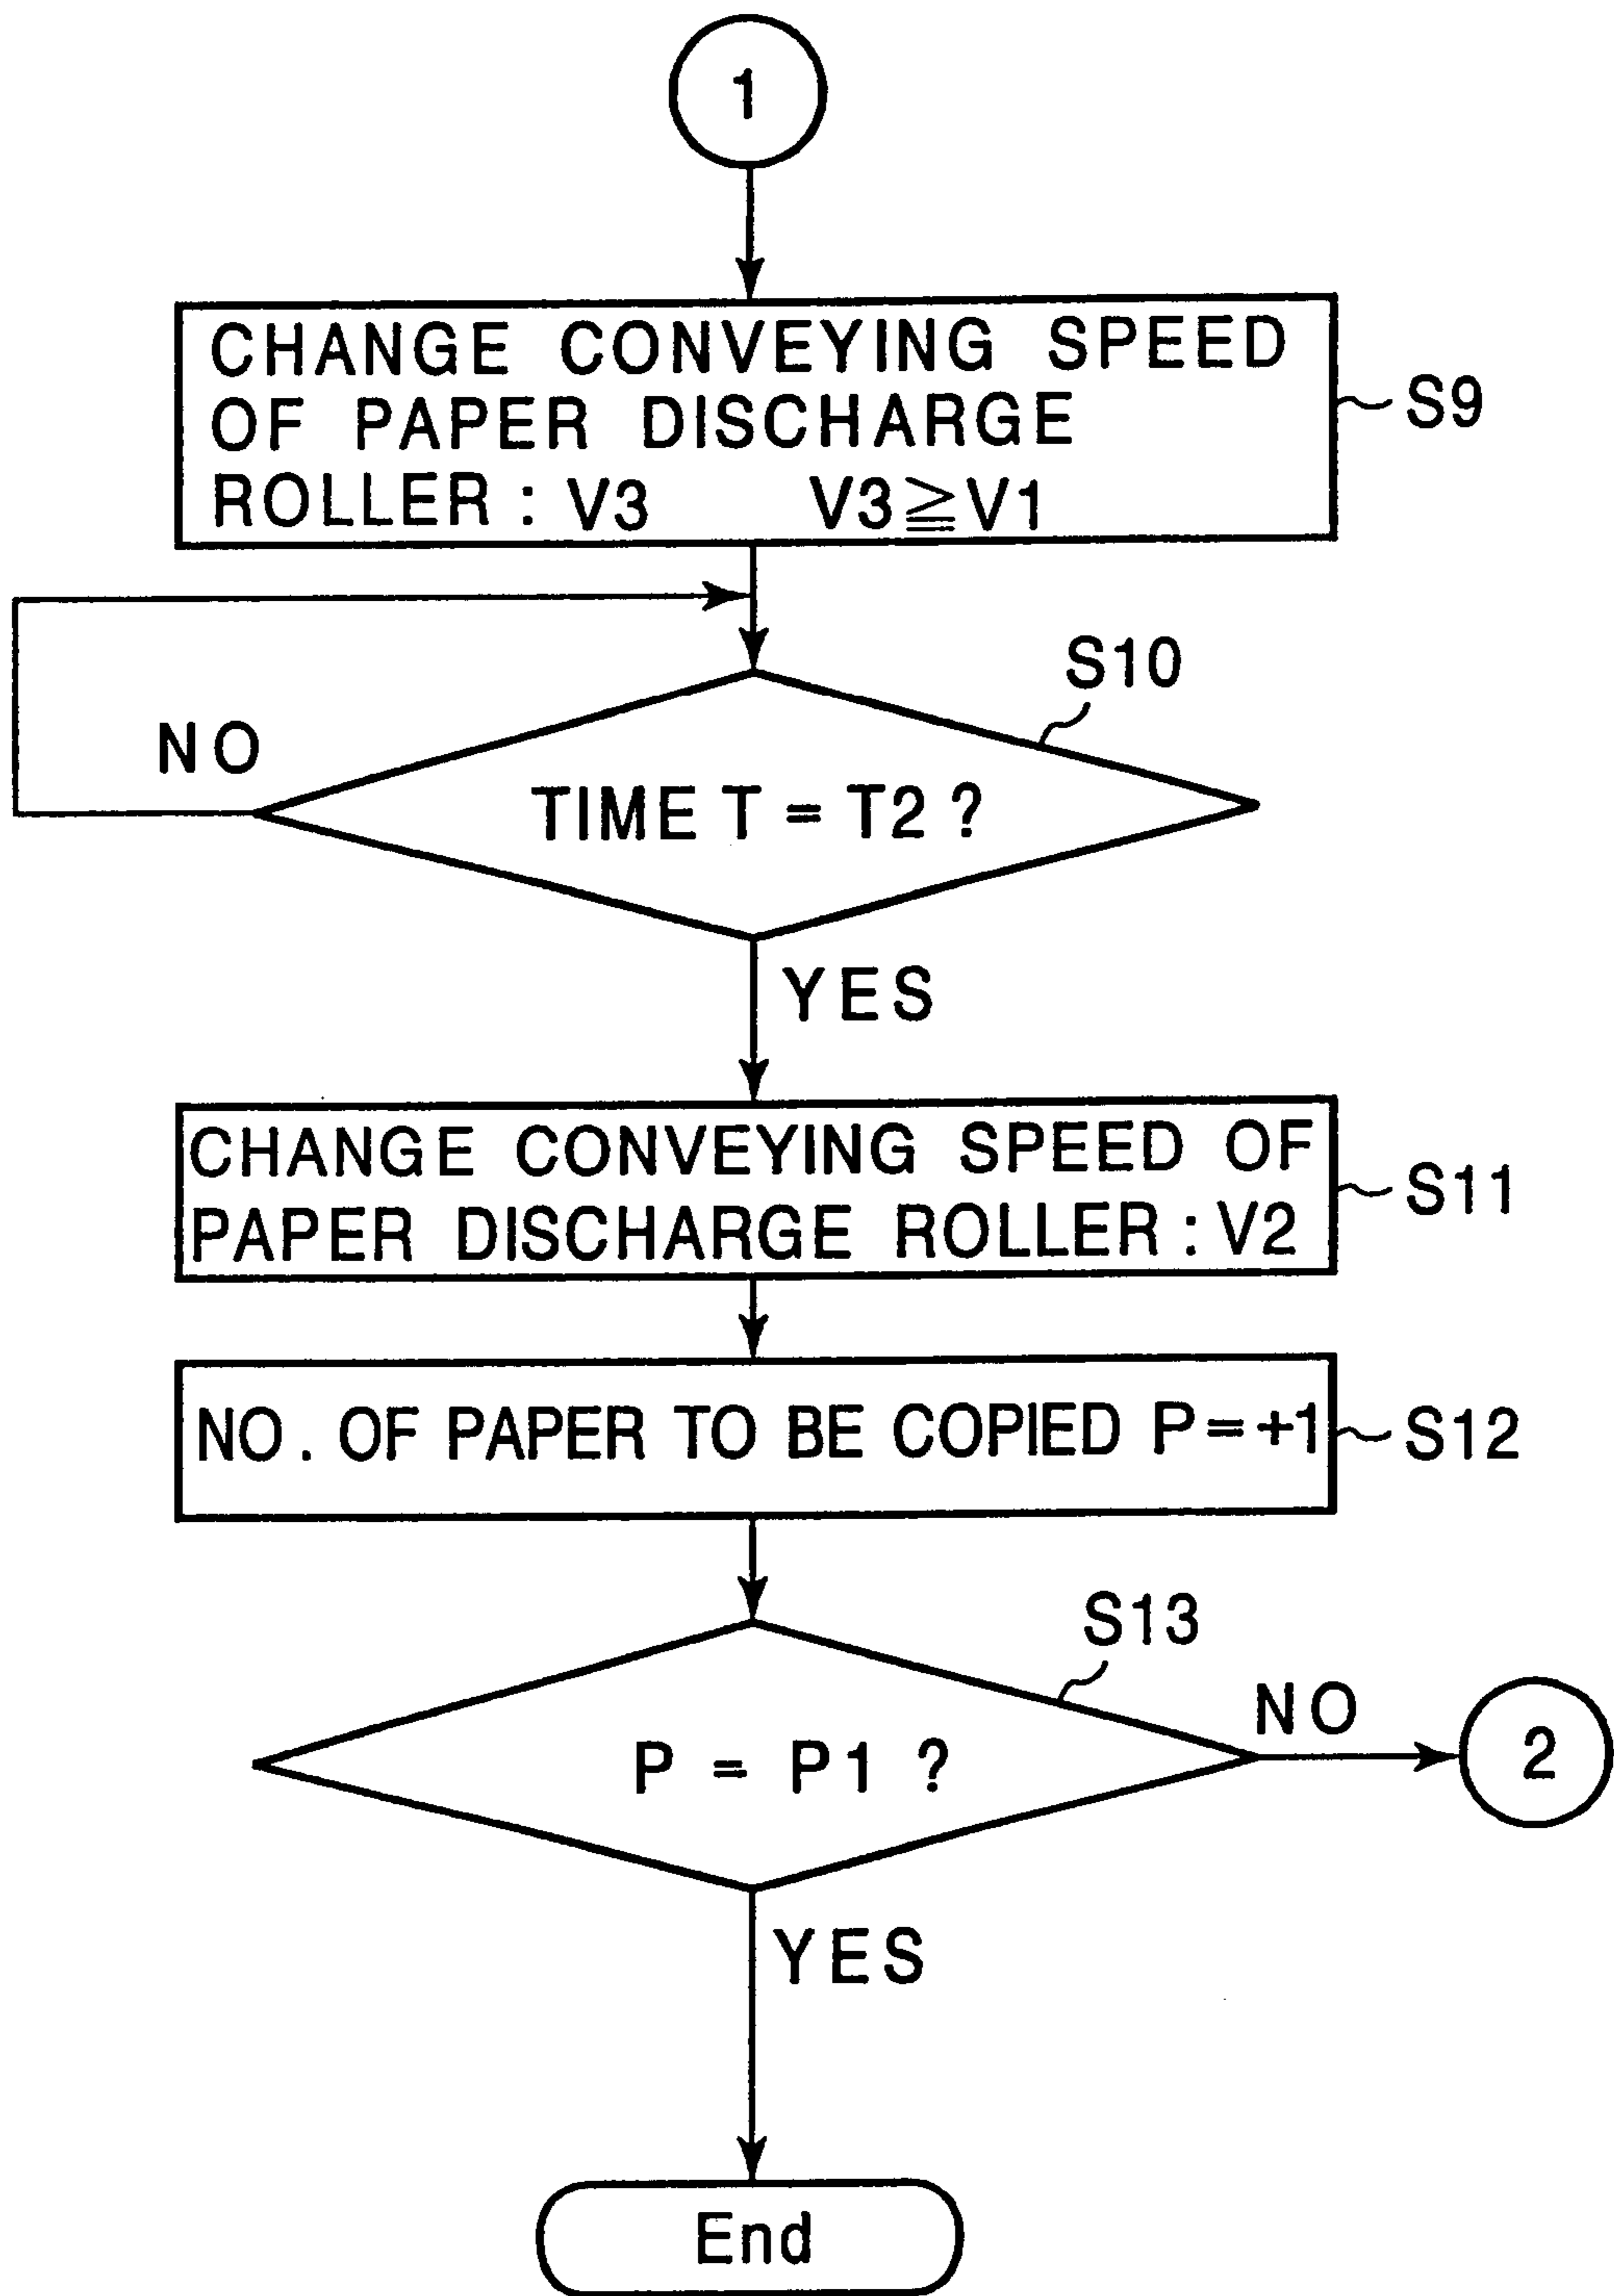 1
CHANGE CONVEYING SPEED
OF PAPER DISCHARGE
ROLLER : V3 V3≧V1
S9
S10
NO
TIME T = T2 ?
YES
CHANGE CONVEYING SPEED OF
PAPER DISCHARGE ROLLER : V2
S11
NO. OF PAPER TO BE COPIED P=+1
S12
S13
NO
P = P1 ?
2
YES
End